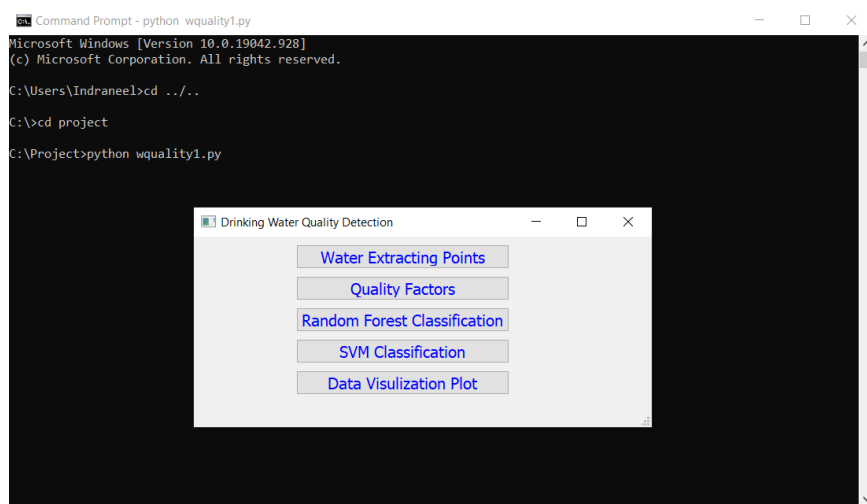 Command Prompt - python  wquality1.py
Microsoft Windows [Version 10.0.19042.928]
(c) Microsoft Corporation. All rights reserved.
C:\Users\Indraneel>cd ../..
C:\>cd project
C:\Project>python wquality1.py
Drinking Water Quality Detection
Water Extracting Points
Quality Factors
Random Forest Classification
SVM Classification
Data Visulization Plot